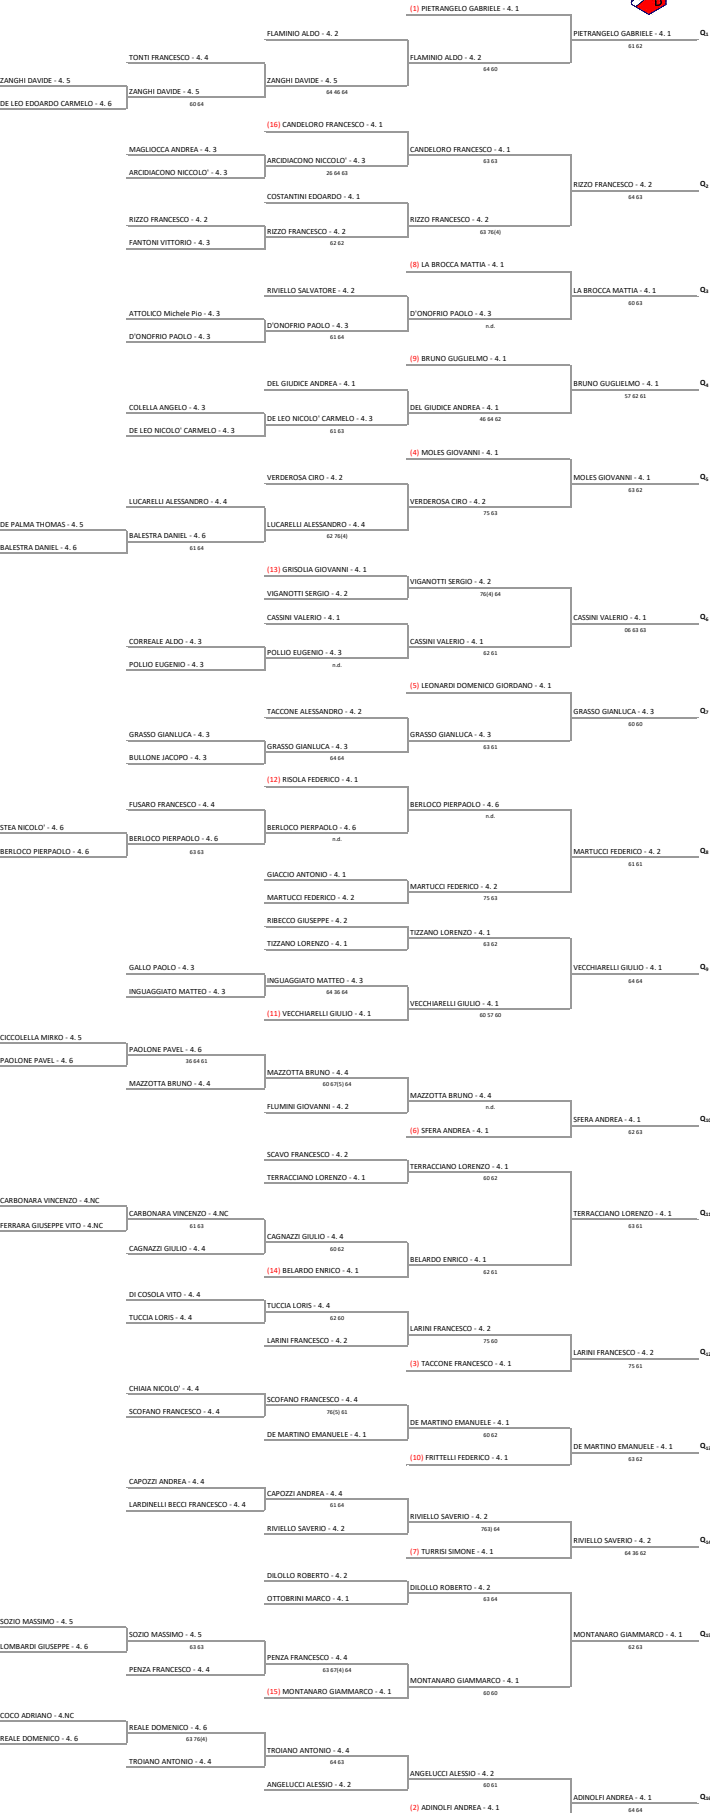 (1) PIETRANGELO GABRIELE - 4. 1
FLAMINIO ALDO - 4. 2
PIETRANGELO GABRIELE - 4. 1
61 62
TONTI FRANCESCO - 4. 4
FLAMINIO ALDO - 4. 2
64 60
ZANGHI DAVIDE - 4. 5
ZANGHI DAVIDE - 4. 5
64 46 64
ZANGHI DAVIDE - 4. 5
60 64
DE LEO EDOARDO CARMELO - 4. 6
(16) CANDELORO FRANCESCO - 4. 1
MAGLIOCCA ANDREA - 4. 3
CANDELORO FRANCESCO - 4. 1
63 63
ARCIDIACONO NICCOLO' - 4. 3
26 64 63
ARCIDIACONO NICCOLO' - 4. 3
RIZZO FRANCESCO - 4. 2
64 63
COSTANTINI EDOARDO - 4. 1
RIZZO FRANCESCO - 4. 2
RIZZO FRANCESCO - 4. 2
63 76(4)
RIZZO FRANCESCO - 4. 2
62 62
FANTONI VITTORIO - 4. 3
(8) LA BROCCA MATTIA - 4. 1
RIVIELLO SALVATORE - 4. 2
LA BROCCA MATTIA - 4. 1
60 63
ATTOLICO Michele Pio - 4. 3
D'ONOFRIO PAOLO - 4. 3
n.d.
D'ONOFRIO PAOLO - 4. 3
61 64
D'ONOFRIO PAOLO - 4. 3
(9) BRUNO GUGLIELMO - 4. 1
DEL GIUDICE ANDREA - 4. 1
BRUNO GUGLIELMO - 4. 1
57 62 61
COLELLA ANGELO - 4. 3
DEL GIUDICE ANDREA - 4. 1
46 64 62
DE LEO NICOLO' CARMELO - 4. 3
61 63
DE LEO NICOLO' CARMELO - 4. 3
(4) MOLES GIOVANNI - 4. 1
VERDEROSA CIRO - 4. 2
MOLES GIOVANNI - 4. 1
63 62
LUCARELLI ALESSANDRO - 4. 4
VERDEROSA CIRO - 4. 2
75 63
DE PALMA THOMAS - 4. 5
LUCARELLI ALESSANDRO - 4. 4
62 76(4)
BALESTRA DANIEL - 4. 6
61 64
BALESTRA DANIEL - 4. 6
(13) GRISOLIA GIOVANNI - 4. 1
VIGANOTTI SERGIO - 4. 2
76(4) 64
VIGANOTTI SERGIO - 4. 2
CASSINI VALERIO - 4. 1
CASSINI VALERIO - 4. 1
06 63 63
CORREALE ALDO - 4. 3
CASSINI VALERIO - 4. 1
62 61
POLLIO EUGENIO - 4. 3
n.d.
POLLIO EUGENIO - 4. 3
(5) LEONARDI DOMENICO GIORDANO - 4. 1
TACCONE ALESSANDRO - 4. 2
GRASSO GIANLUCA - 4. 3
60 60
GRASSO GIANLUCA - 4. 3
GRASSO GIANLUCA - 4. 3
63 61
GRASSO GIANLUCA - 4. 3
64 64
BULLONE JACOPO - 4. 3
(12) RISOLA FEDERICO - 4. 1
FUSARO FRANCESCO - 4. 4
BERLOCO PIERPAOLO - 4. 6
n.d.
STEA NICOLO' - 4. 6
BERLOCO PIERPAOLO - 4. 6
n.d.
BERLOCO PIERPAOLO - 4. 6
63 63
BERLOCO PIERPAOLO - 4. 6
MARTUCCI FEDERICO - 4. 2
61 61
GIACCIO ANTONIO - 4. 1
MARTUCCI FEDERICO - 4. 2
75 63
MARTUCCI FEDERICO - 4. 2
RIBECCO GIUSEPPE - 4. 2
TIZZANO LORENZO - 4. 1
63 62
TIZZANO LORENZO - 4. 1
GALLO PAOLO - 4. 3
VECCHIARELLI GIULIO - 4. 1
64 64
INGUAGGIATO MATTEO - 4. 3
64 36 64
INGUAGGIATO MATTEO - 4. 3
VECCHIARELLI GIULIO - 4. 1
60 57 60
(11) VECCHIARELLI GIULIO - 4. 1
CICCOLELLA MIRKO - 4. 5
PAOLONE PAVEL - 4. 6
36 64 61
PAOLONE PAVEL - 4. 6
MAZZOTTA BRUNO - 4. 4
60 67(5) 64
MAZZOTTA BRUNO - 4. 4
MAZZOTTA BRUNO - 4. 4
n.d.
FLUMINI GIOVANNI - 4. 2
SFERA ANDREA - 4. 1
62 63
(6) SFERA ANDREA - 4. 1
SCAVO FRANCESCO - 4. 2
TERRACCIANO LORENZO - 4. 1
60 62
TERRACCIANO LORENZO - 4. 1
CARBONARA VINCENZO - 4.NC
CARBONARA VINCENZO - 4.NC
61 63
TERRACCIANO LORENZO - 4. 1
63 61
FERRARA GIUSEPPE VITO - 4.NC
CAGNAZZI GIULIO - 4. 4
60 62
CAGNAZZI GIULIO - 4. 4
BELARDO ENRICO - 4. 1
62 61
(14) BELARDO ENRICO - 4. 1
DI COSOLA VITO - 4. 4
TUCCIA LORIS - 4. 4
62 60
TUCCIA LORIS - 4. 4
LARINI FRANCESCO - 4. 2
75 60
LARINI FRANCESCO - 4. 2
LARINI FRANCESCO - 4. 2
75 61
(3) TACCONE FRANCESCO - 4. 1
CHIAIA NICOLO' - 4. 4
SCOFANO FRANCESCO - 4. 4
76(5) 61
SCOFANO FRANCESCO - 4. 4
DE MARTINO EMANUELE - 4. 1
60 62
DE MARTINO EMANUELE - 4. 1
DE MARTINO EMANUELE - 4. 1
63 62
(10) FRITTELLI FEDERICO - 4. 1
CAPOZZI ANDREA - 4. 4
CAPOZZI ANDREA - 4. 4
61 64
LARDINELLI BECCI FRANCESCO - 4. 4
RIVIELLO SAVERIO - 4. 2
763) 64
RIVIELLO SAVERIO - 4. 2
RIVIELLO SAVERIO - 4. 2
64 36 62
(7) TURRISI SIMONE - 4. 1
DILOLLO ROBERTO - 4. 2
DILOLLO ROBERTO - 4. 2
63 64
OTTOBRINI MARCO - 4. 1
SOZIO MASSIMO - 4. 5
SOZIO MASSIMO - 4. 5
63 63
MONTANARO GIAMMARCO - 4. 1
62 63
LOMBARDI GIUSEPPE - 4. 6
PENZA FRANCESCO - 4. 4
63 67(4) 64
PENZA FRANCESCO - 4. 4
MONTANARO GIAMMARCO - 4. 1
60 60
(15) MONTANARO GIAMMARCO - 4. 1
COCO ADRIANO - 4.NC
REALE DOMENICO - 4. 6
63 76(4)
REALE DOMENICO - 4. 6
TROIANO ANTONIO - 4. 4
64 63
TROIANO ANTONIO - 4. 4
ANGELUCCI ALESSIO - 4. 2
60 61
ANGELUCCI ALESSIO - 4. 2
ADINOLFI ANDREA - 4. 1
64 64
(2) ADINOLFI ANDREA - 4. 1